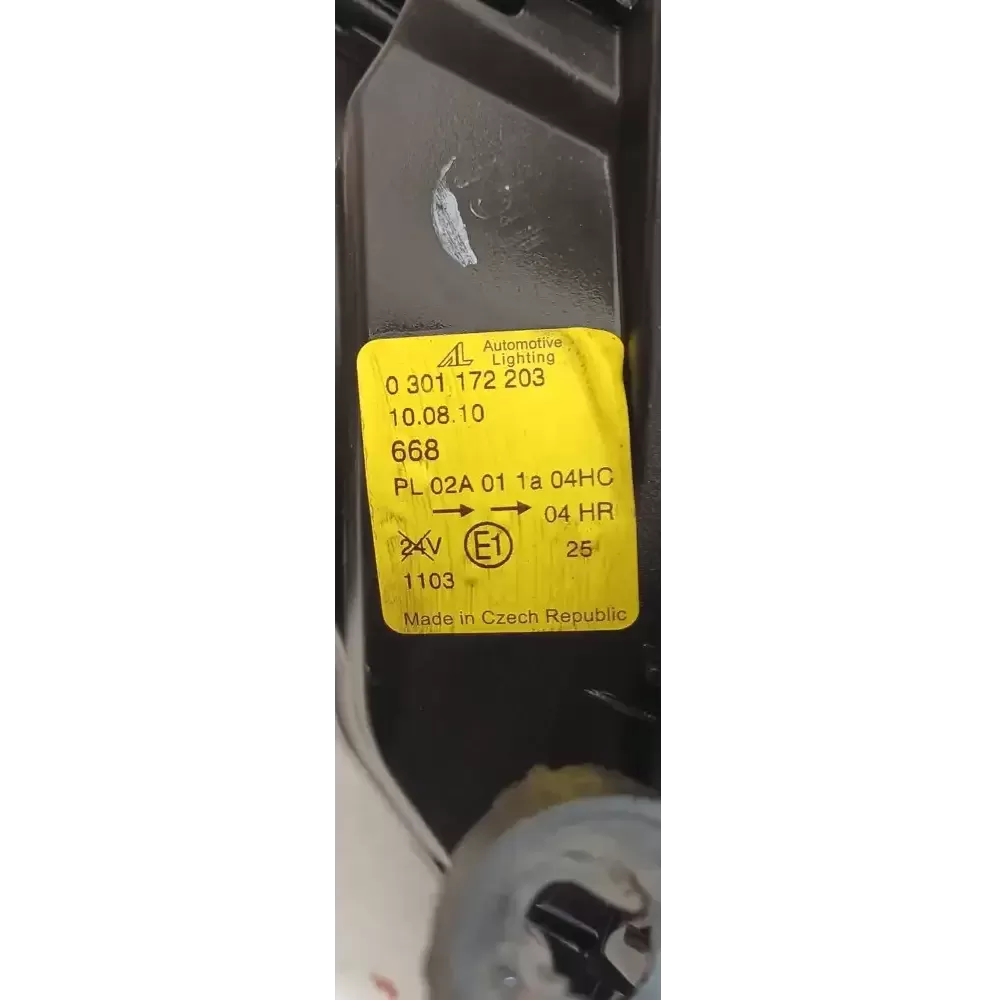 AL Automotive
Lighting
0 301 172 203
10.08.10
668
PL 02A 01 1a 04HC
→ → 04 HR
24V E1 25
1103
Made in Czech Republic